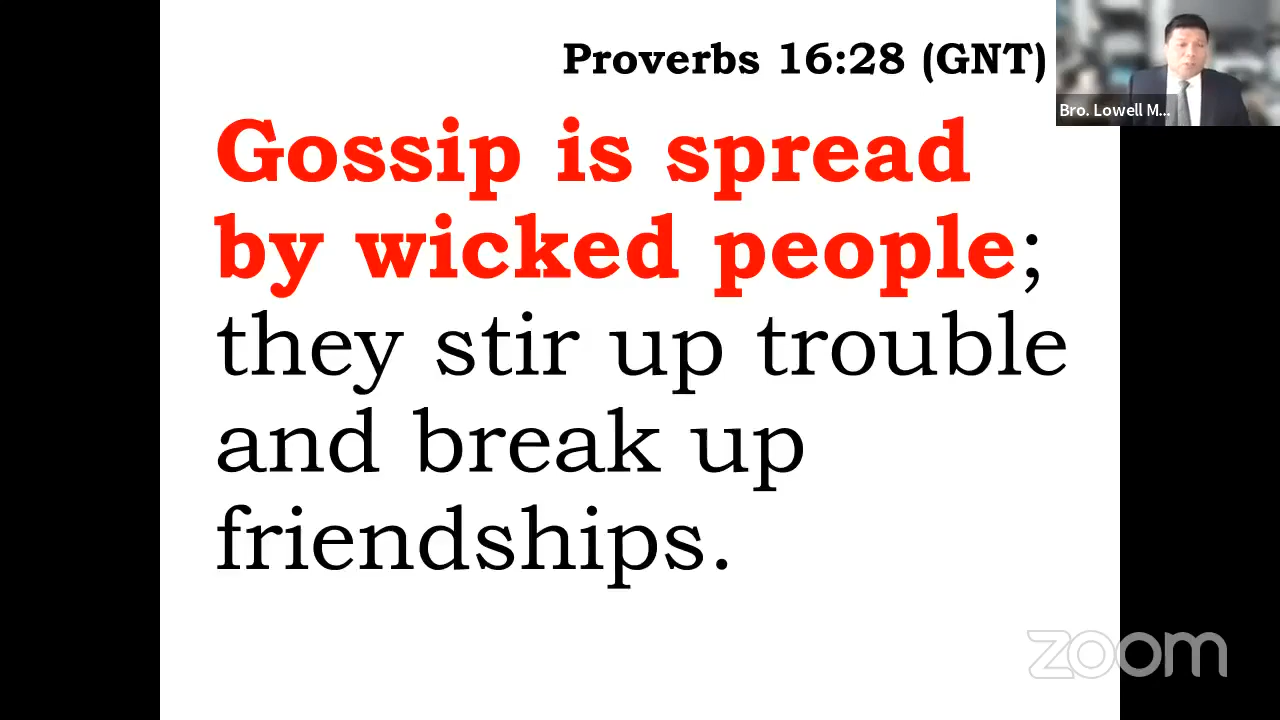 Proverbs 16:28 (GNT)
Bro. Lowell M...
Gossip is spread
by wicked people;
they stir up trouble
and break up
friendships.
zoom